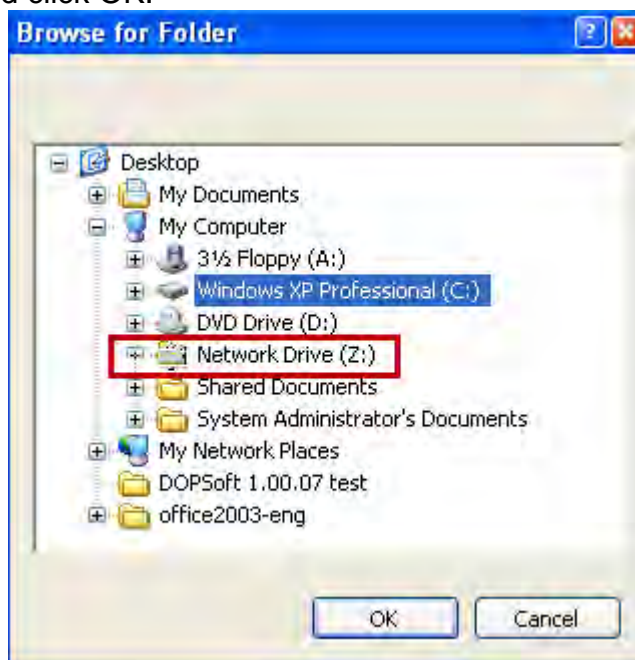 d click OK.
Browse for Folder
Desktop
My Documents
My Computer
3½ Floppy (A:)
Windows XP Professional (C:)
DVD Drive (D:)
Network Drive (Z:)
Shared Documents
System Administrator's Documents
My Network Places
DOPSoft 1.00.07 test
office2003-eng
OK Cancel